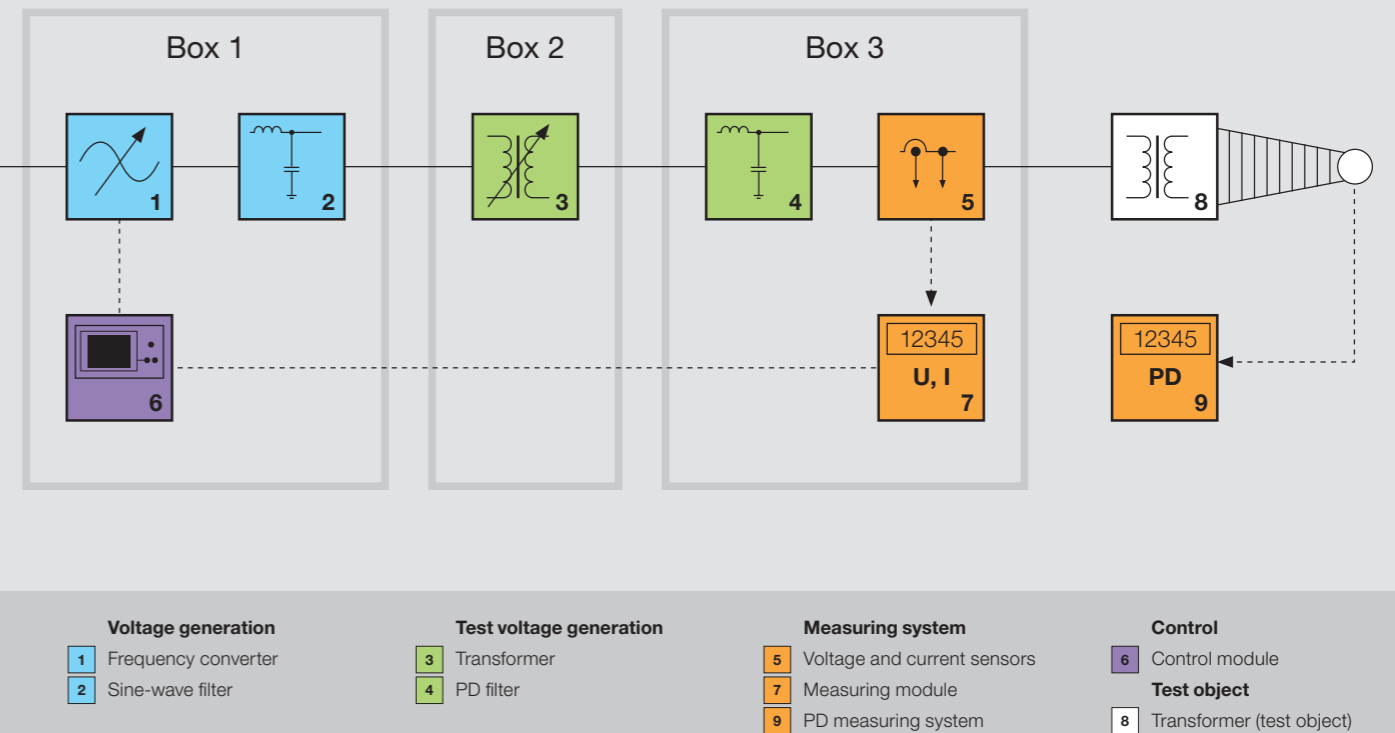 Box 1
Box 2
Box 3
1
2
3
4
5
8
12345
U, I
7
12345
PD
9
6
Voltage generation
1 Frequency converter
2 Sine-wave filter
Test voltage generation
3 Transformer
4 PD filter
Measuring system
5 Voltage and current sensors
7 Measuring module
9 PD measuring system
Control
6 Control module
Test object
8 Transformer (test object)